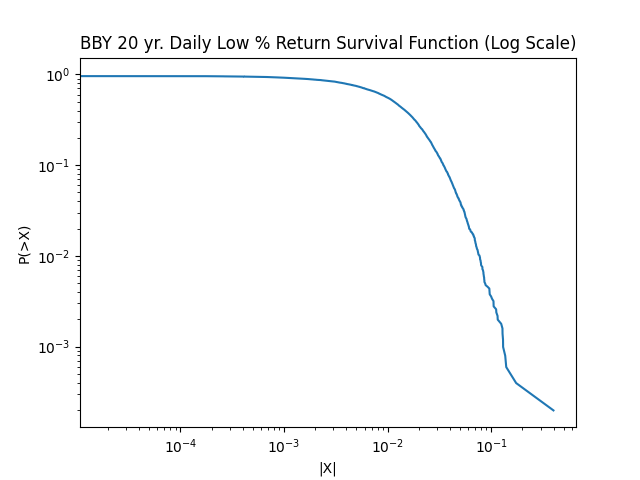 BBY 20 yr. Daily Low % Return Survival Function (Log Scale)
10⁰
10⁻¹
10⁻²
10⁻³
P(>X)
10⁻⁴ 10⁻³ 10⁻² 10⁻¹
|X|